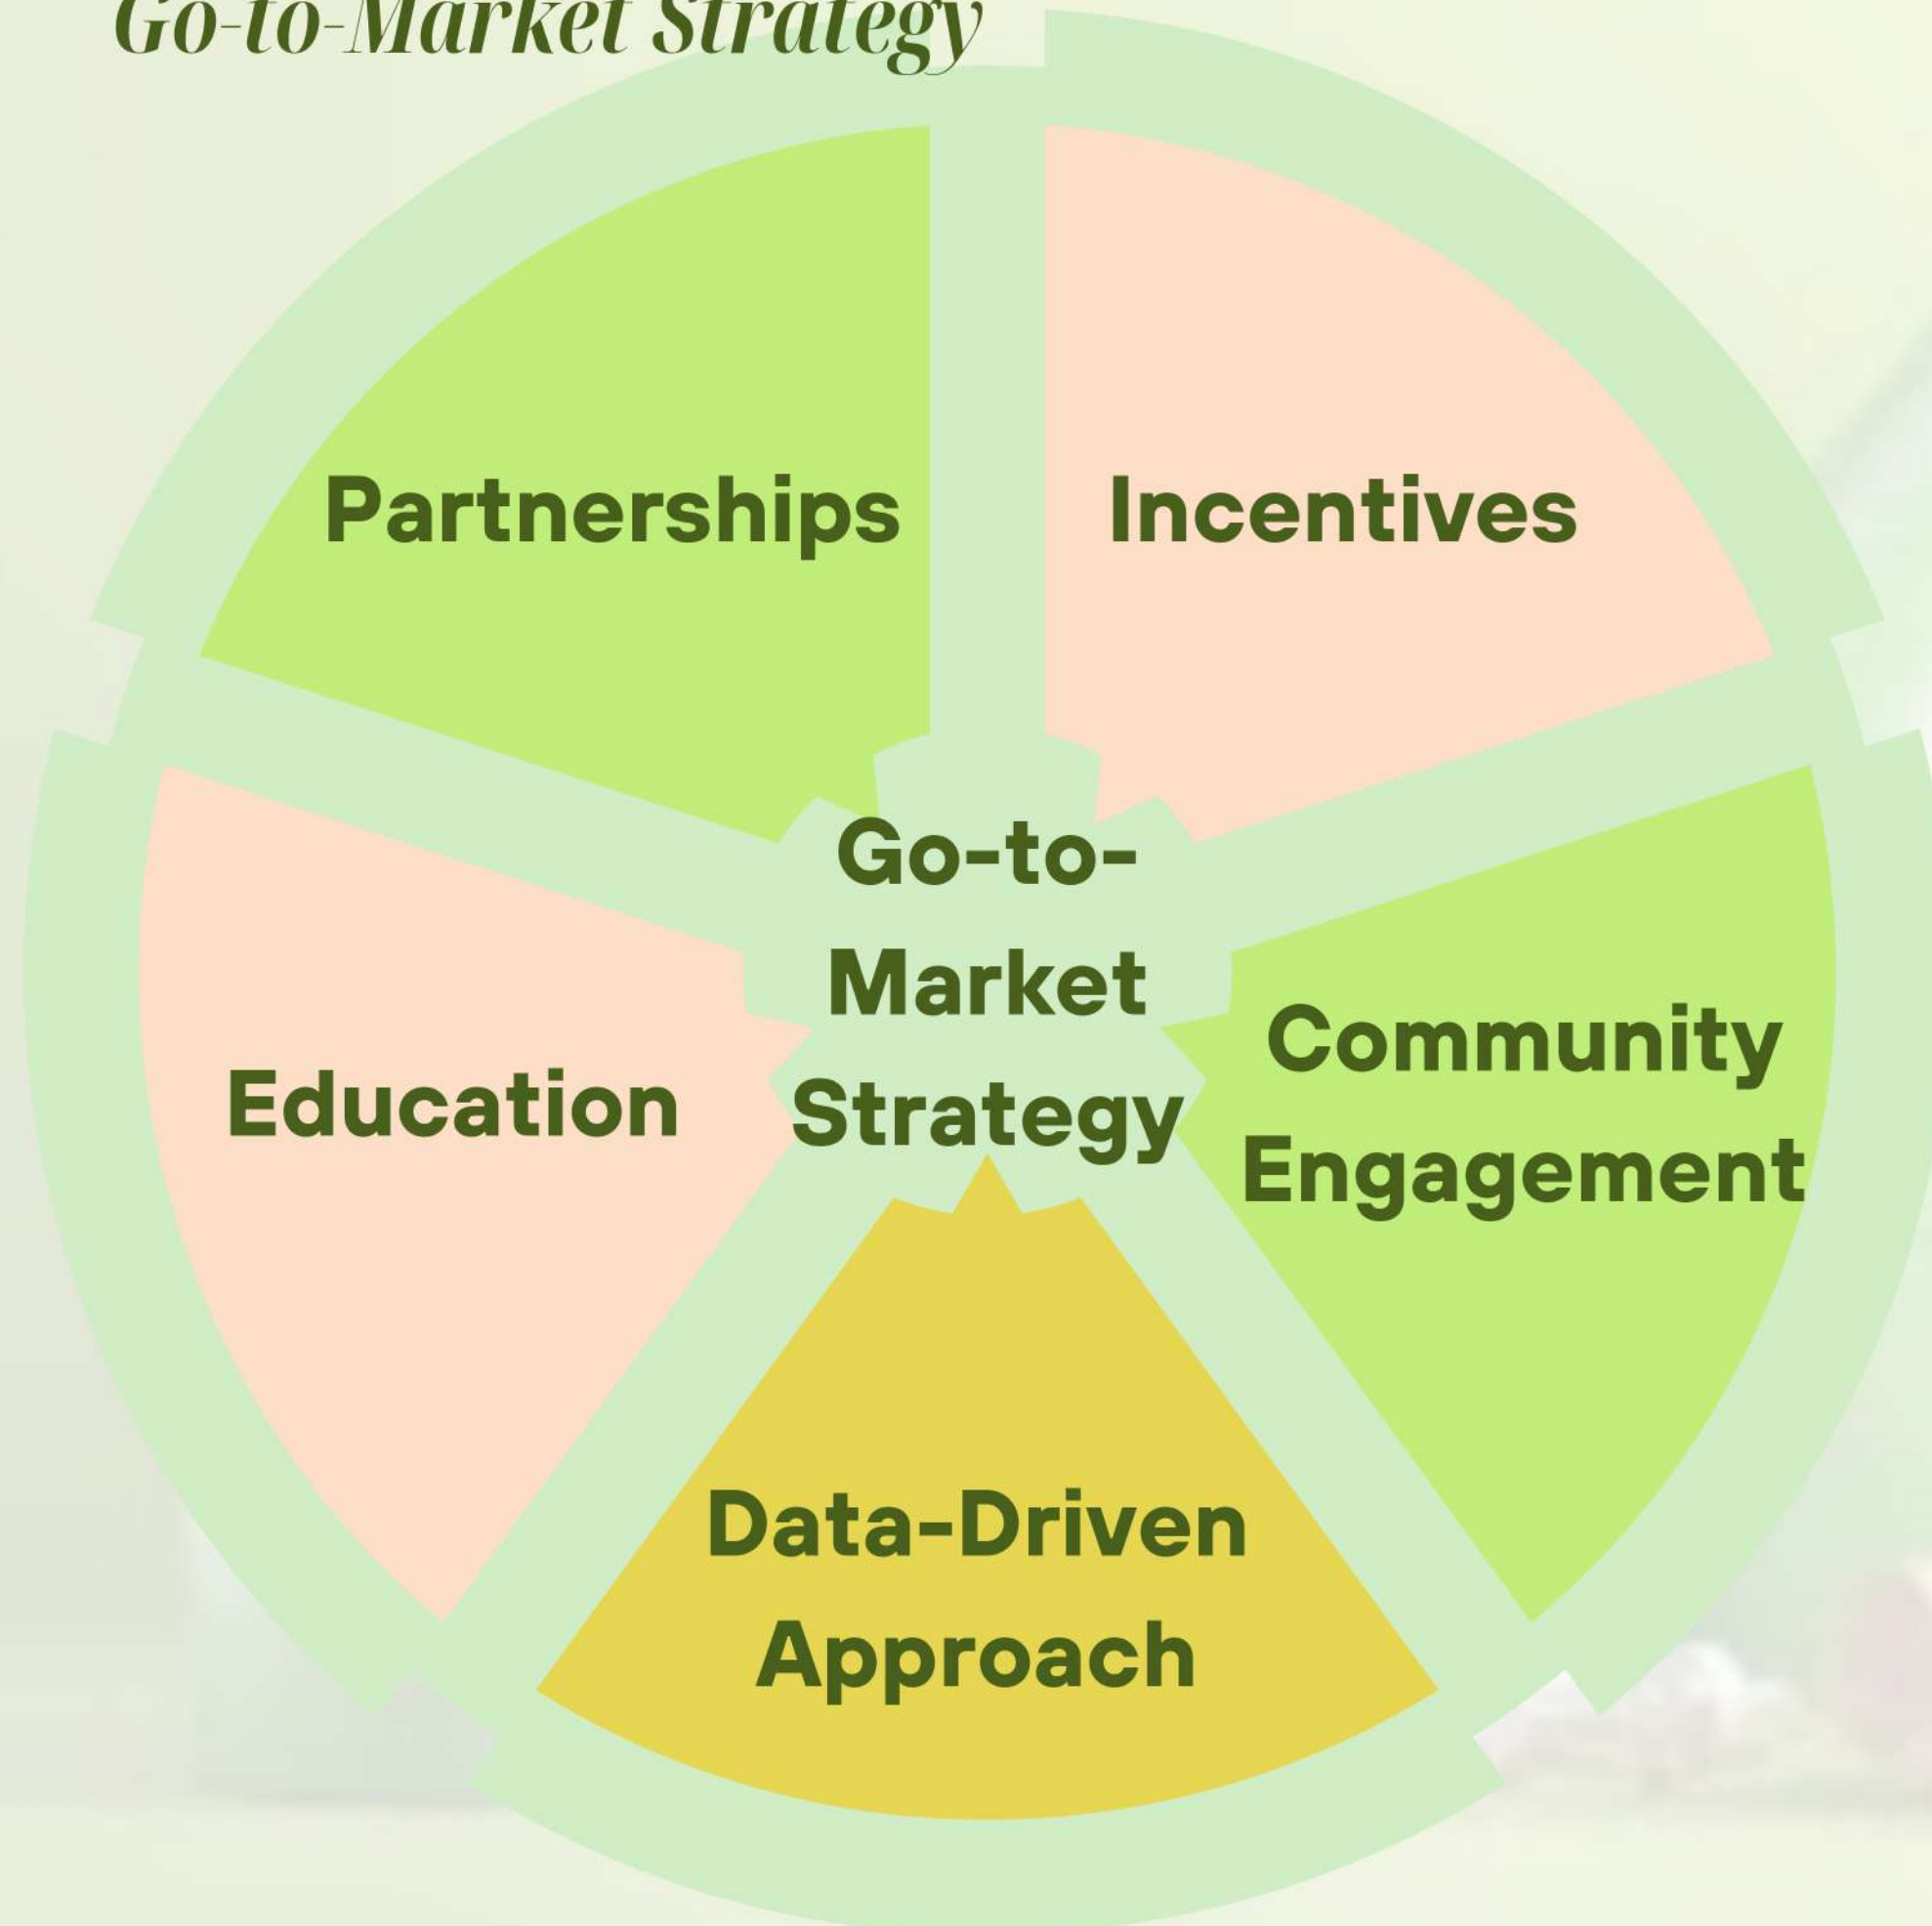 Go-to-Market Strategy
Partnerships
Incentives
Go-to-
Market
Strategy
Community
Engagement
Education
Data-Driven
Approach